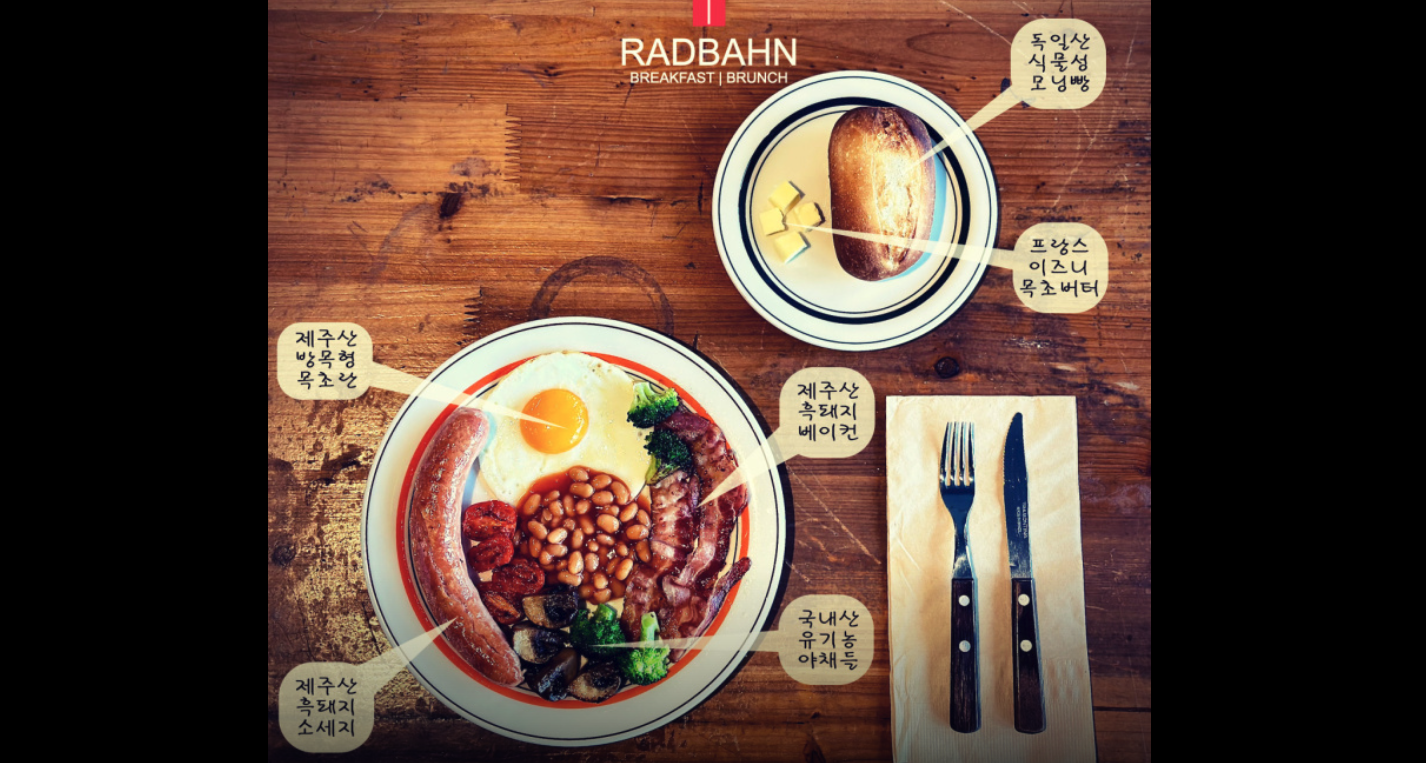 RADBAHN
BREAKFAST | BRUNCH
독일산
식물성
모닝빵
프랑스
이즈니
목초버터
제주산
방목형
목초란
제주산
흑돼지
베이컨
국내산
유기농
야채들
제주산
흑돼지
소세지